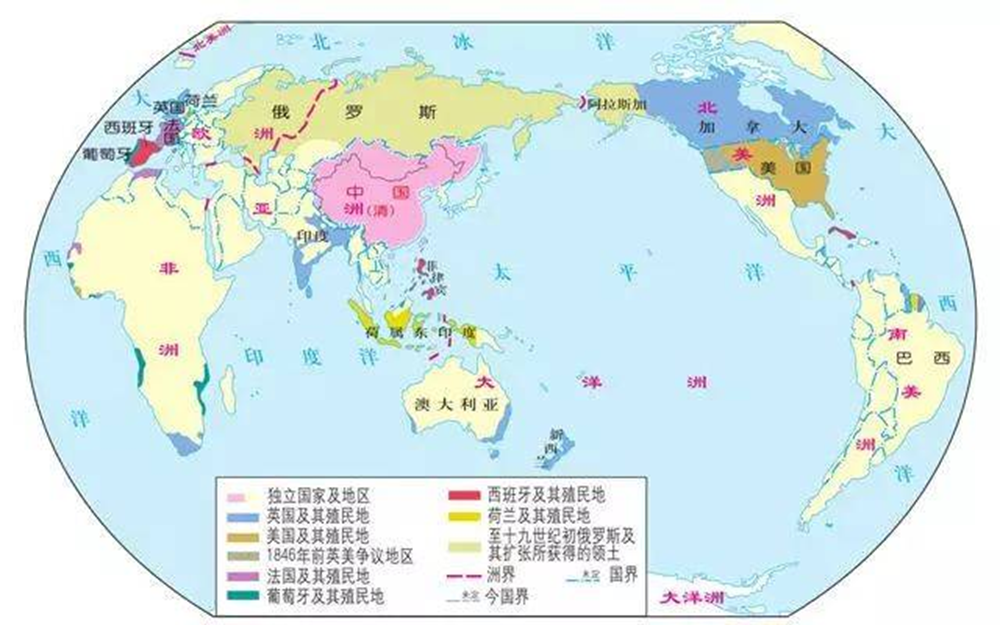 北美洲
北 冰 洋
大 西 洋
英国
荷兰
西班牙
法国
葡萄牙
欧 洲
俄 罗 斯
阿拉斯加
北 美 洲
加 拿 大
美 国
大 西 洋
中 国
(清)
亚 洲
印度
菲律宾
非 洲
太 平 洋
荷 属 东 印 度
印 度 洋
大 洋 洲
澳 大 利 亚
新西兰
南 美 洲
巴 西
独立国家及地区
英国及其殖民地
美国及其殖民地
1846年前英美争议地区
法国及其殖民地
葡萄牙及其殖民地
西班牙及其殖民地
荷兰及其殖民地
至十九世纪初俄罗斯及
其扩张所获得的领土
洲界
未定 国界
未定 今国界
大洋洲